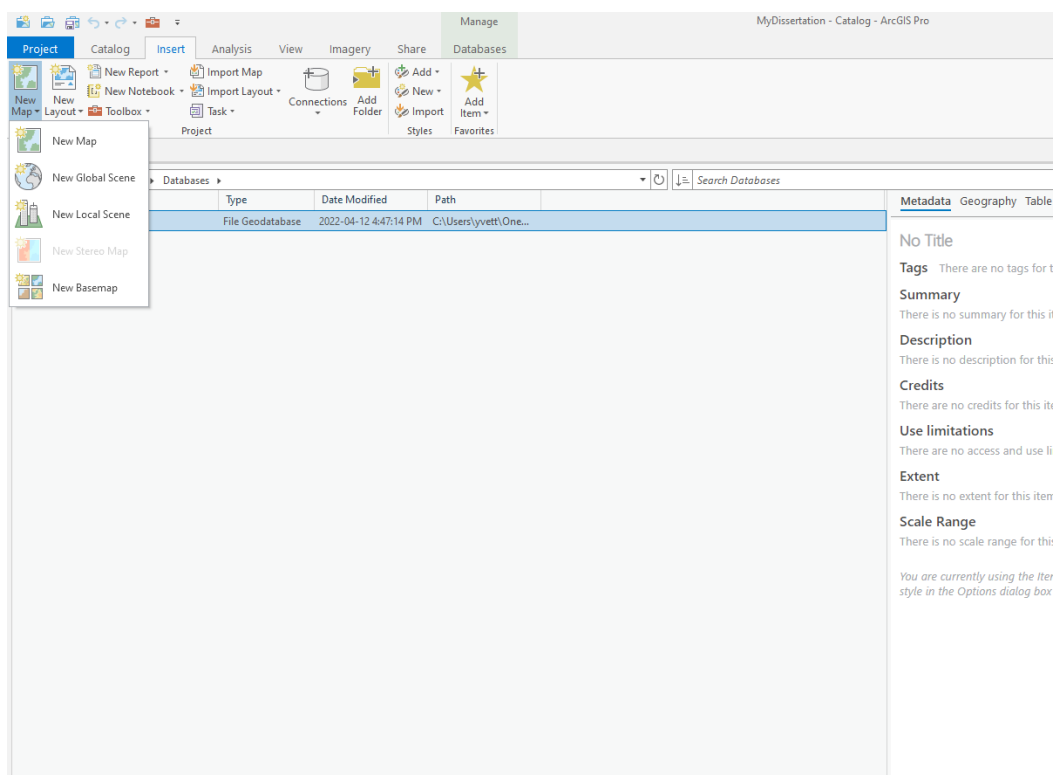 Manage
MyDissertation - Catalog - ArcGIS Pro
Project Catalog Insert Analysis View Imagery Share Databases
New Map
New Layout
New Report
New Notebook
Toolbox
Import Map
Import Layout
Task
Project
Connections
Add Folder
Add
New
Import
Styles
Add Item
Favorites
New Map
New Global Scene
New Local Scene
New Stereo Map
New Basemap
Databases
Search Databases
Type Date Modified Path
File Geodatabase 2022-04-12 4:47:14 PM C:\Users\yvett\One...
Metadata Geography Table
No Title
Tags There are no tags for t
Summary
There is no summary for this it
Description
There is no description for this
Credits
There are no credits for this ite
Use limitations
There are no access and use li
Extent
There is no extent for this item
Scale Range
There is no scale range for this
You are currently using the Iter
style in the Options dialog box